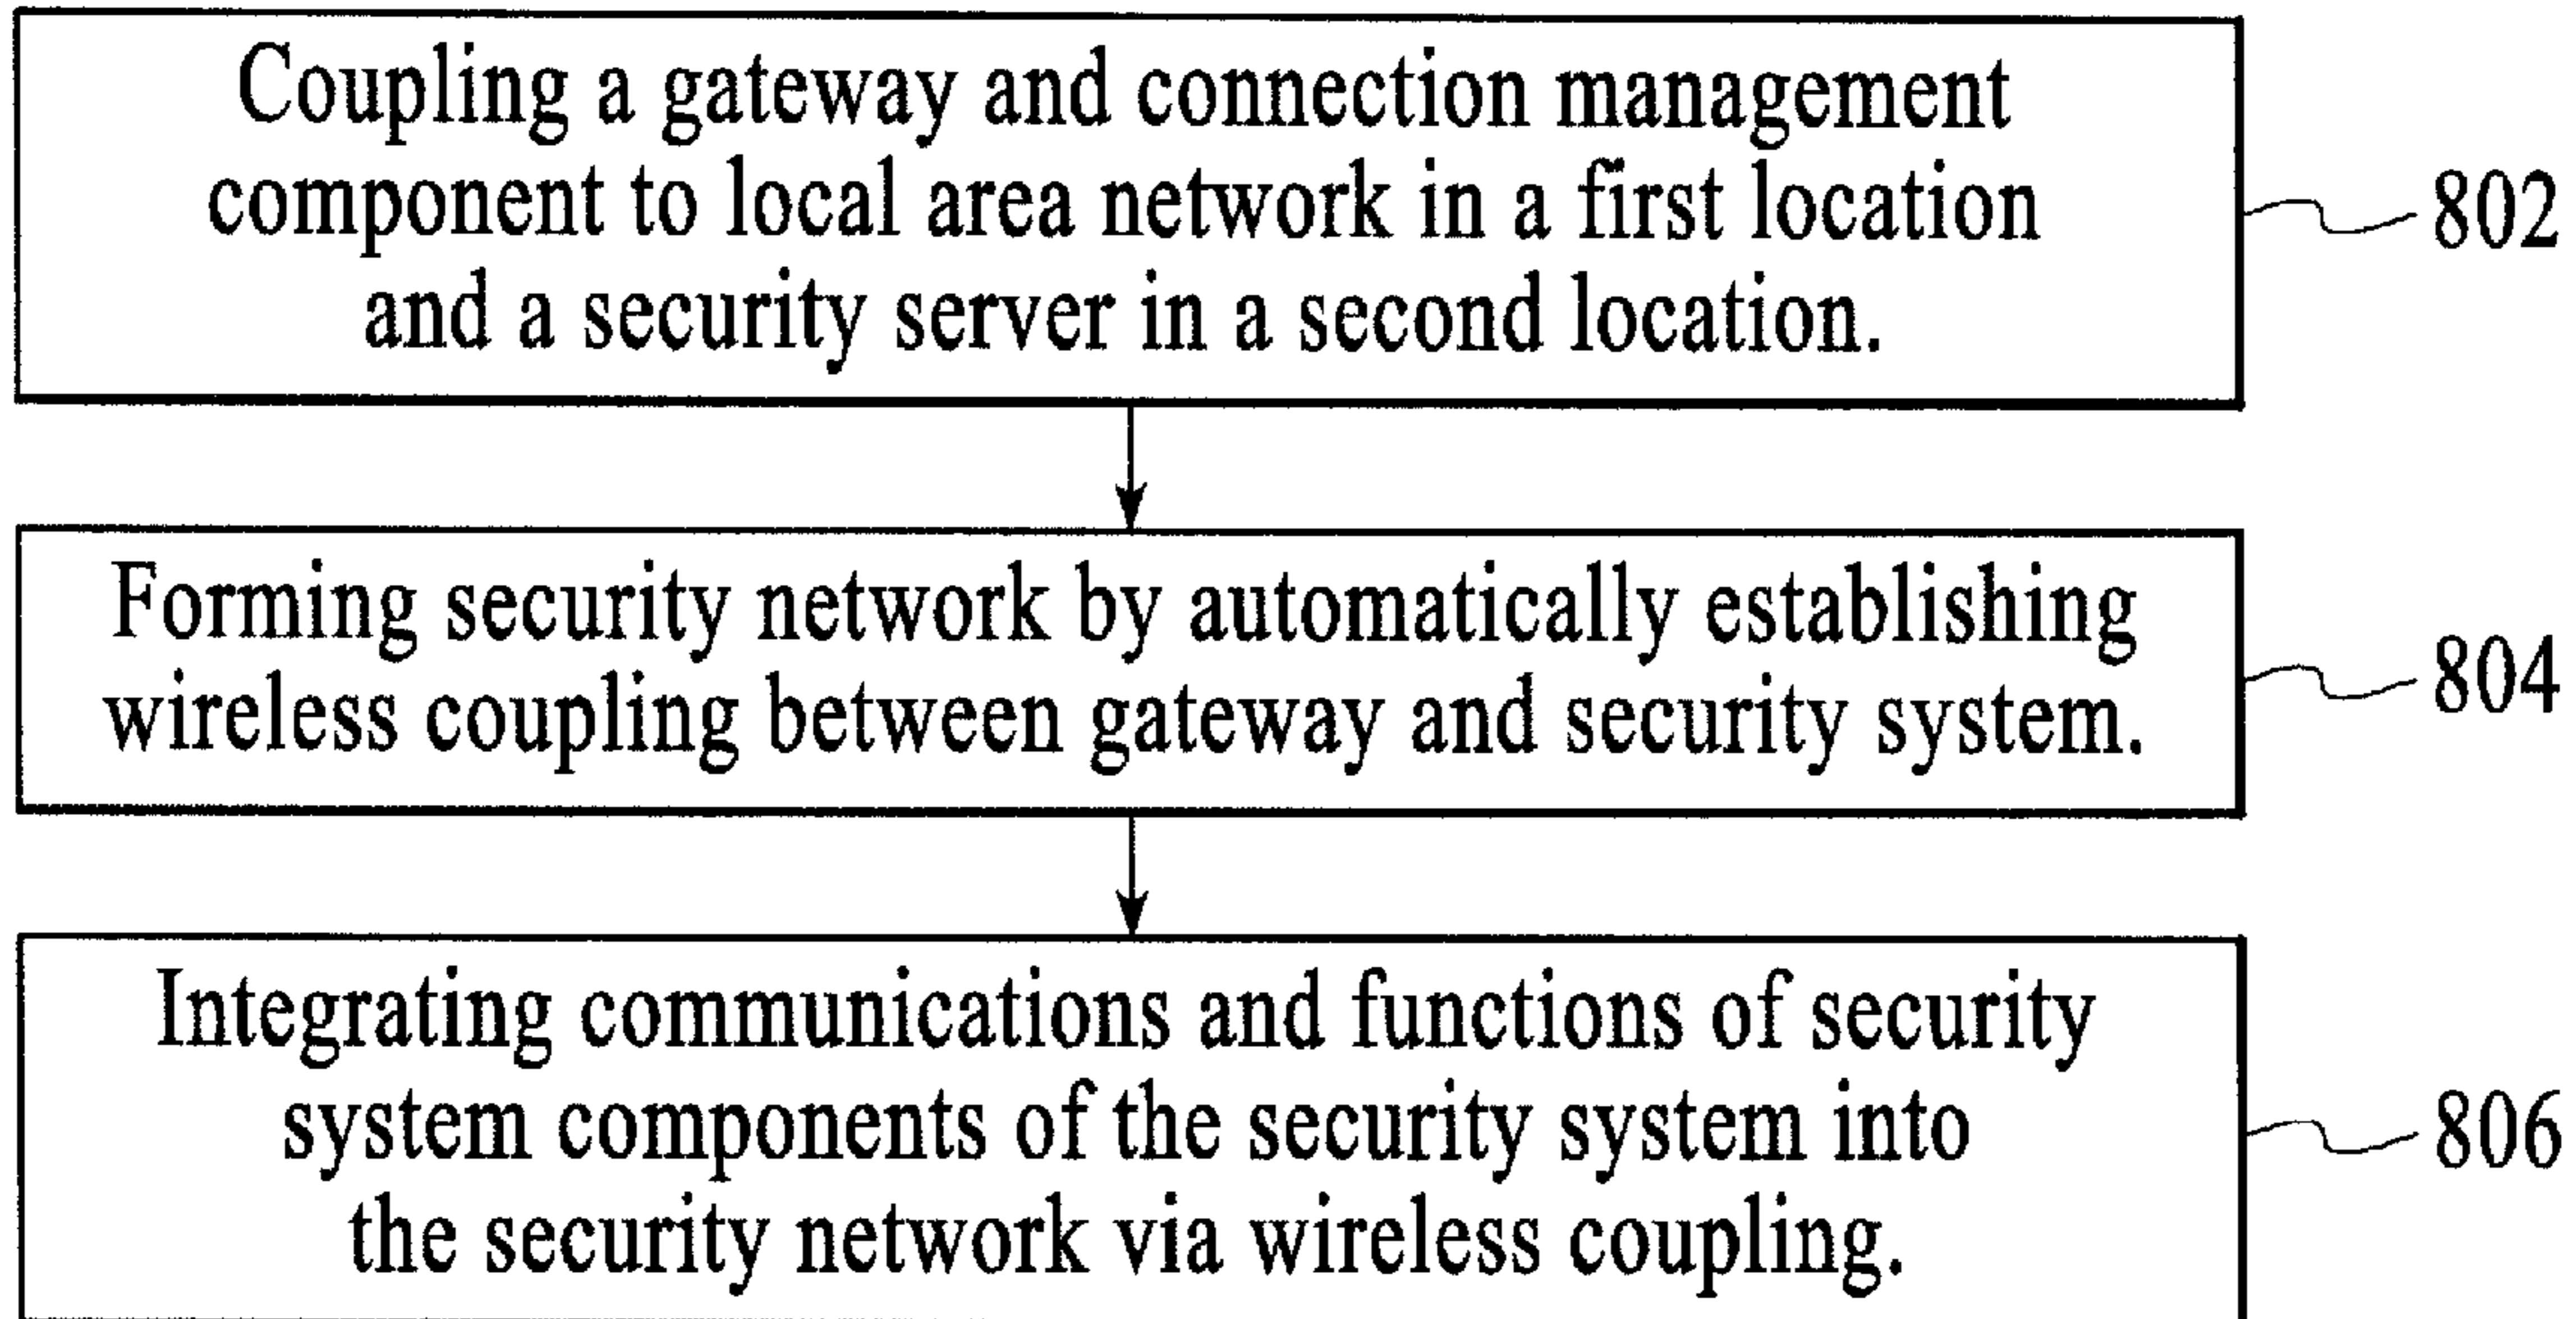 Coupling a gateway and connection management
component to local area network in a first location
and a security server in a second location.
802
Forming security network by automatically establishing
wireless coupling between gateway and security system.
804
Integrating communications and functions of security
system components of the security system into
the security network via wireless coupling.
806